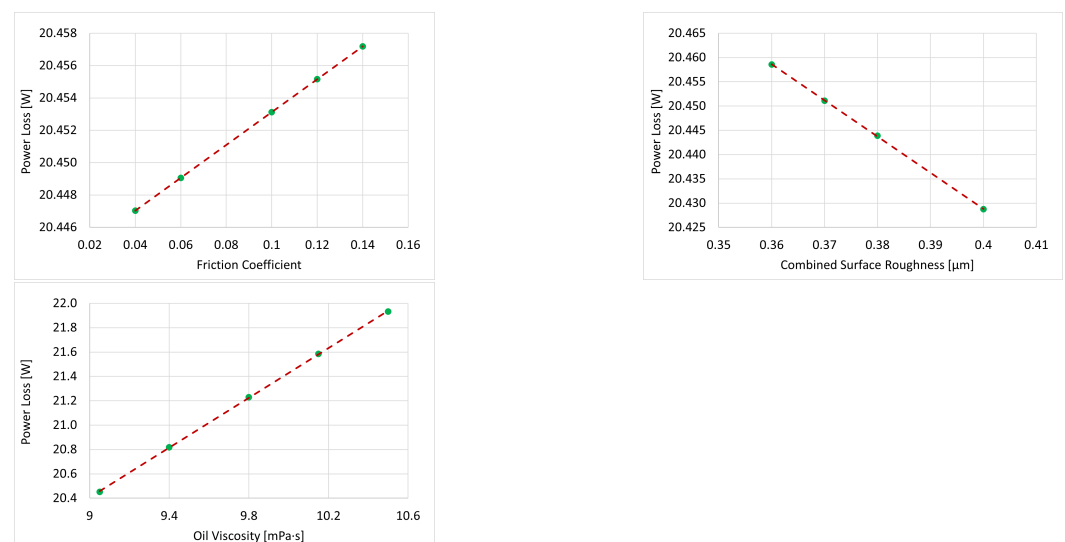 Power Loss [W]
20.458
20.456
20.454
20.452
20.450
20.448
20.446
0.02 0.04 0.06 0.08 0.1 0.12 0.14 0.16
Friction Coefficient
Power Loss [W]
20.465
20.460
20.455
20.450
20.445
20.440
20.435
20.430
20.425
0.35 0.36 0.37 0.38 0.39 0.4 0.41
Combined Surface Roughness [µm]
Power Loss [W]
22.0
21.8
21.6
21.4
21.2
21.0
20.8
20.6
20.4
9 9.4 9.8 10.2 10.6
Oil Viscosity [mPa·s]